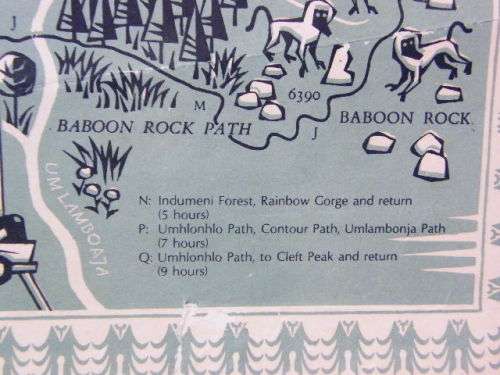 J
M
6390
BABOON ROCK PATH
J
BABOON ROCK
UMLAMBONJA
N: Indumeni Forest, Rainbow Gorge and return
(5 hours)
P: Umhlonhlo Path, Contour Path, Umlambonja Path
(7 hours)
Q: Umhlonhlo Path, to Cleft Peak and return
(9 hours)